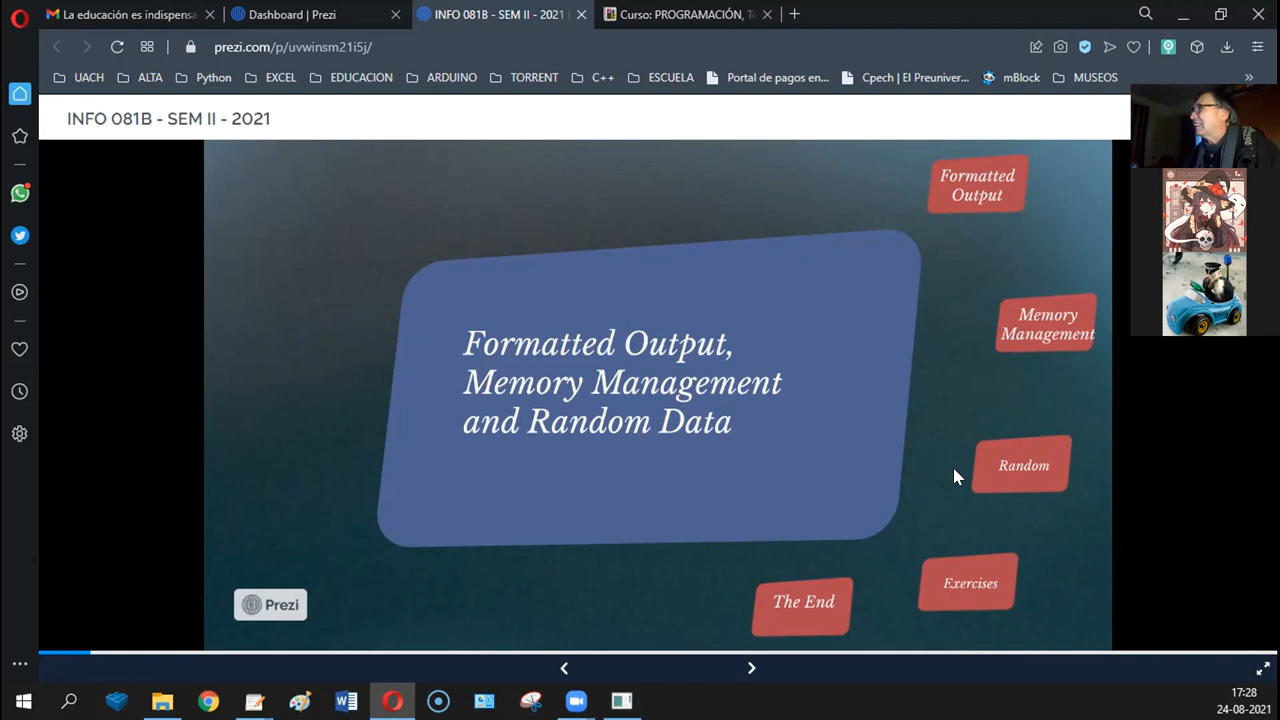 La educación es indispensa
Dashboard | Prezi
INFO 081B - SEM II - 2021
Curso: PROGRAMACIÓN, T
prezi.com/p/uvwinsm21i5j/
UACH
ALTA
Python
EXCEL
EDUCACION
ARDUINO
TORRENT
C++
ESCUELA
Portal de pagos en...
Cpech | El Preuniver...
mBlock
MUSEOS
INFO 081B - SEM II - 2021
Formatted
Output
Formatted Output,
Memory Management
and Random Data
Memory
Management
Random
Exercises
The End
Prezi
17:28
24-08-2021